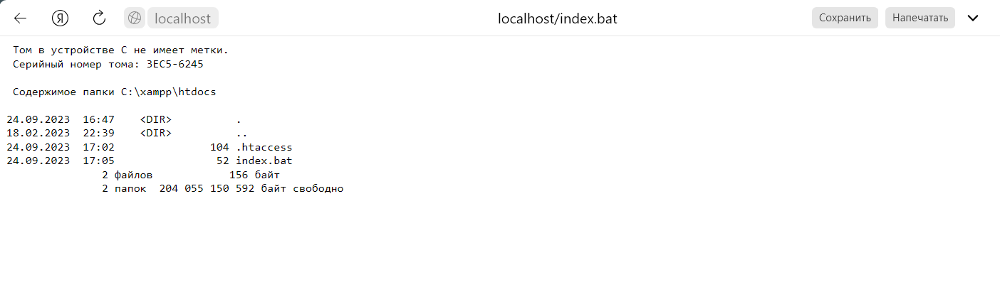 Я localhost localhost/index.bat Сохранить Напечатать
Том в устройстве C не имеет метки.
Серийный номер тома: 3EC5-6245
Содержимое папки C:\xampp\htdocs
24.09.2023 16:47 <DIR> .
18.02.2023 22:39 <DIR> ..
24.09.2023 17:02 104 .htaccess
24.09.2023 17:05 52 index.bat
2 файлов 156 байт
2 папок 204 055 150 592 байт свободно